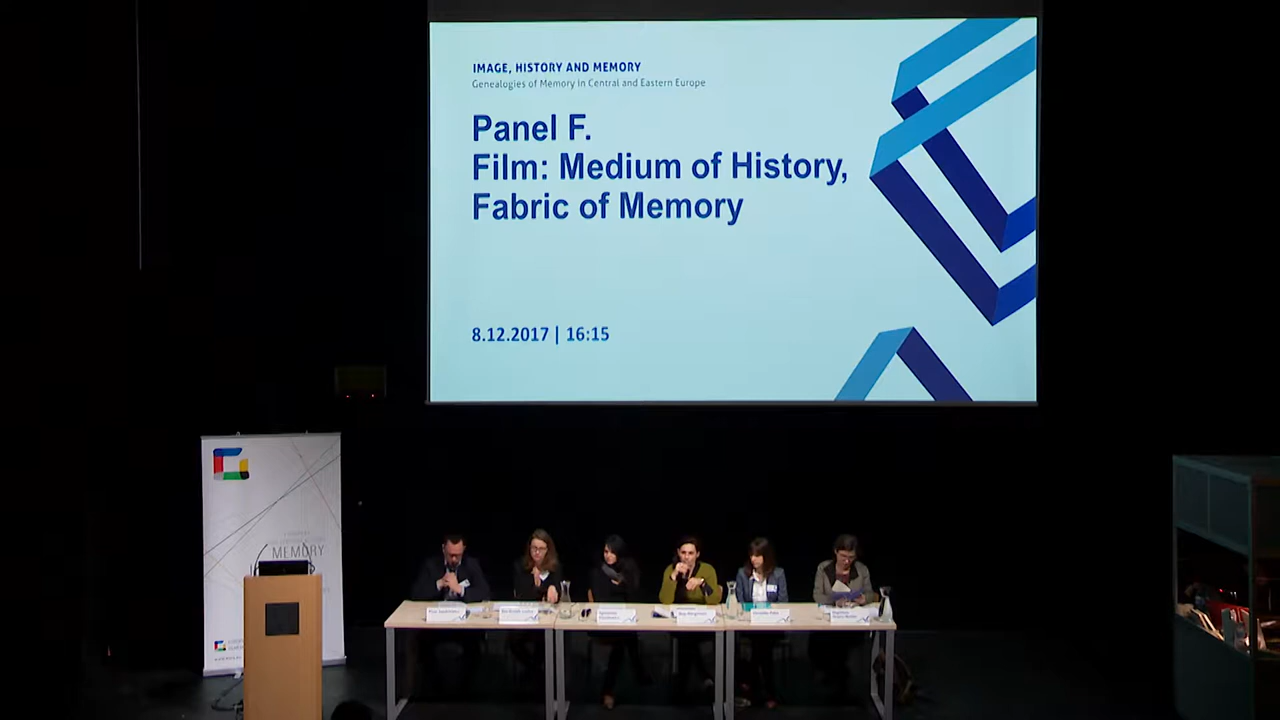 IMAGE, HISTORY AND MEMORY
Genealogies of Memory in Central and Eastern Europe
Panel F.
Film: Medium of History,
Fabric of Memory
8.12.2017 | 16:15
MEMORY